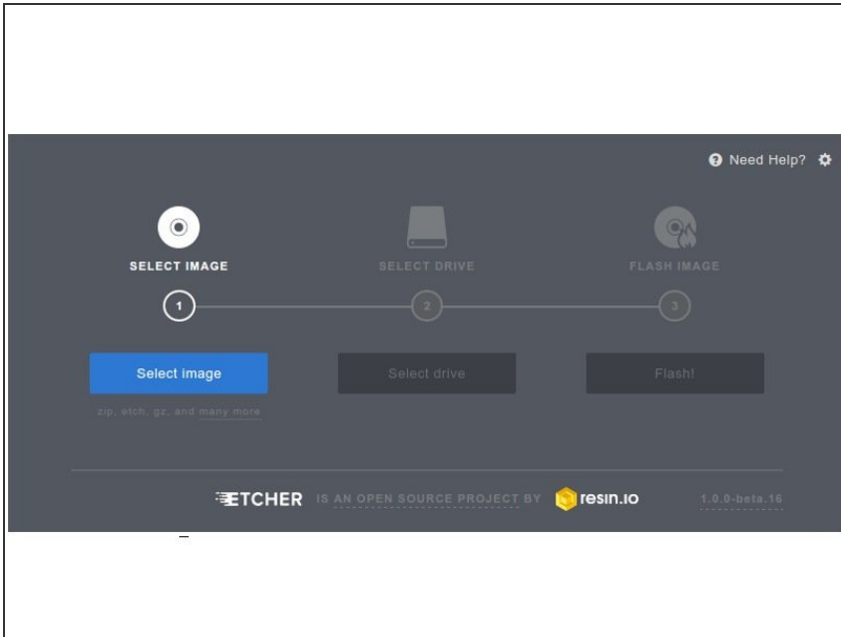 Need Help?
SELECT IMAGE
SELECT DRIVE
FLASH IMAGE
1
2
3
Select image
Select drive
Flash!
zip, etch, gz, and many more
ETCHER IS AN OPEN SOURCE PROJECT BY resin.io 1.0.0-beta.16